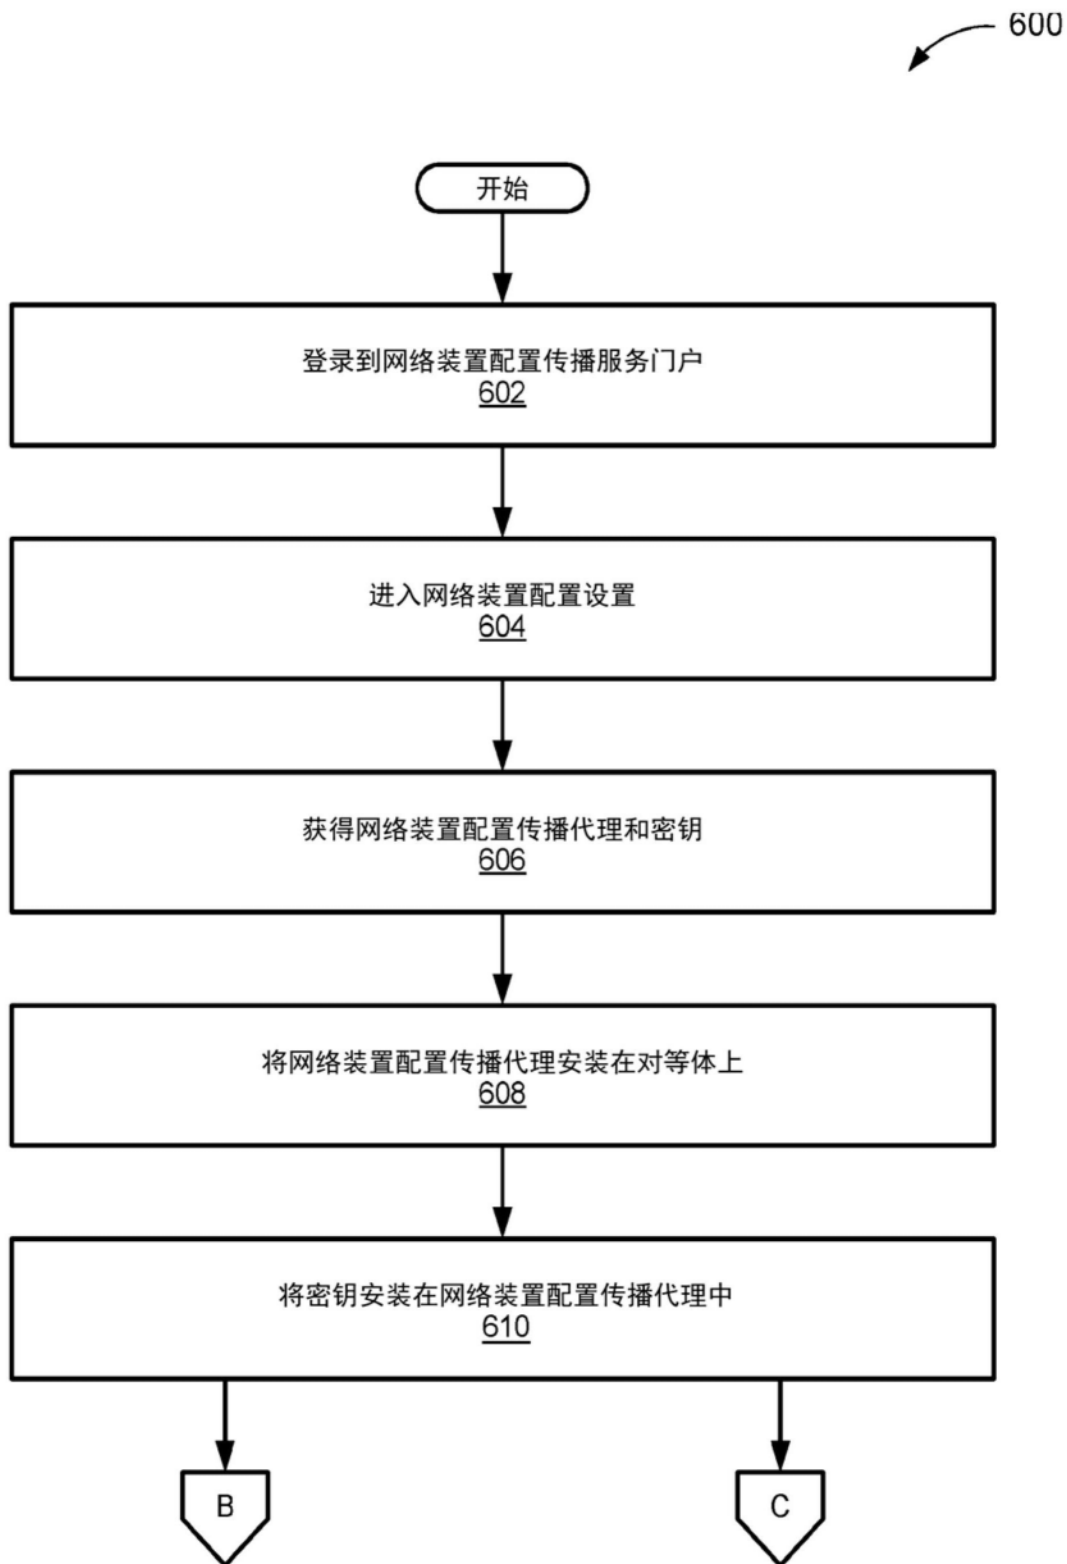 600
开始
登录到网络装置配置传播服务门户
602
进入网络装置配置设置
604
获得网络装置配置传播代理和密钥
606
将网络装置配置传播代理安装在对等体上
608
将密钥安装在网络装置配置传播代理中
610
B
C